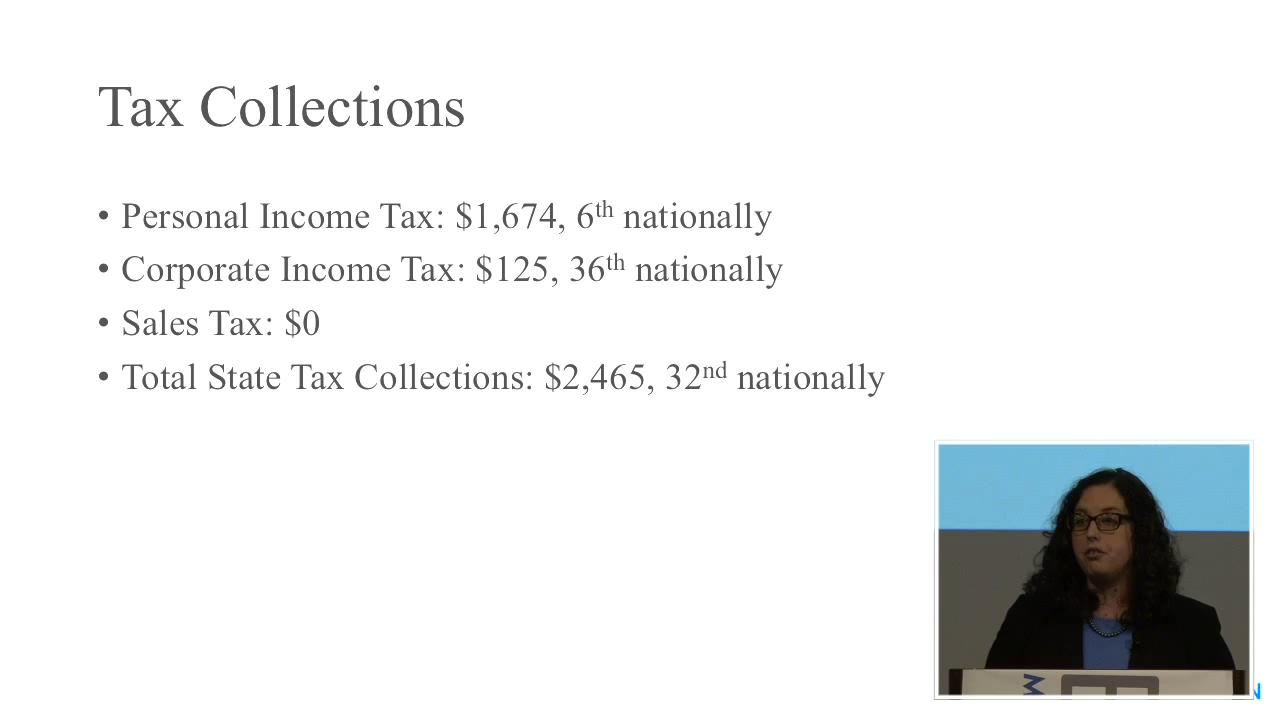 Tax Collections
• Personal Income Tax: $1,674, 6th nationally
• Corporate Income Tax: $125, 36th nationally
• Sales Tax: $0
• Total State Tax Collections: $2,465, 32nd nationally